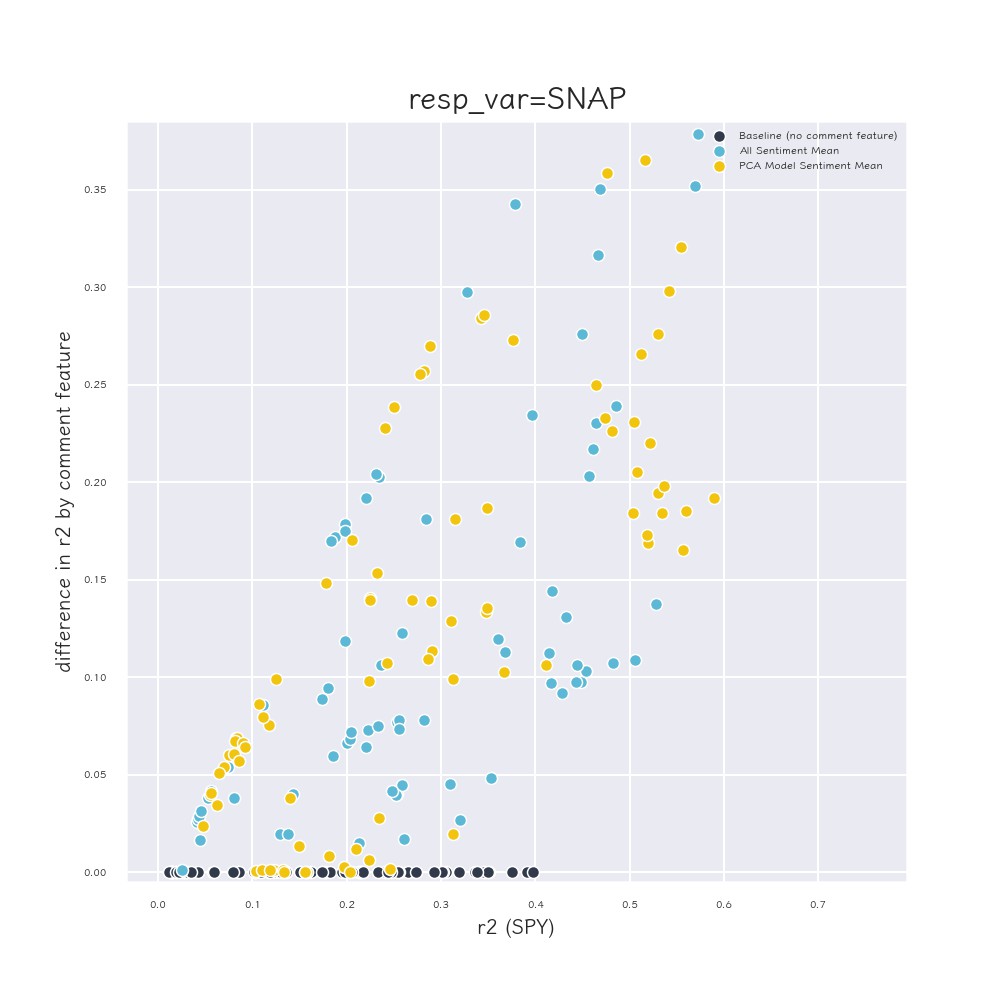 resp_var=SNAP
Baseline (no comment feature)
All Sentiment Mean
PCA Model Sentiment Mean
difference in r2 by comment feature
0.35
0.30
0.25
0.20
0.15
0.10
0.05
0.00
0.0 0.1 0.2 0.3 0.4 0.5 0.6 0.7
r2 (SPY)